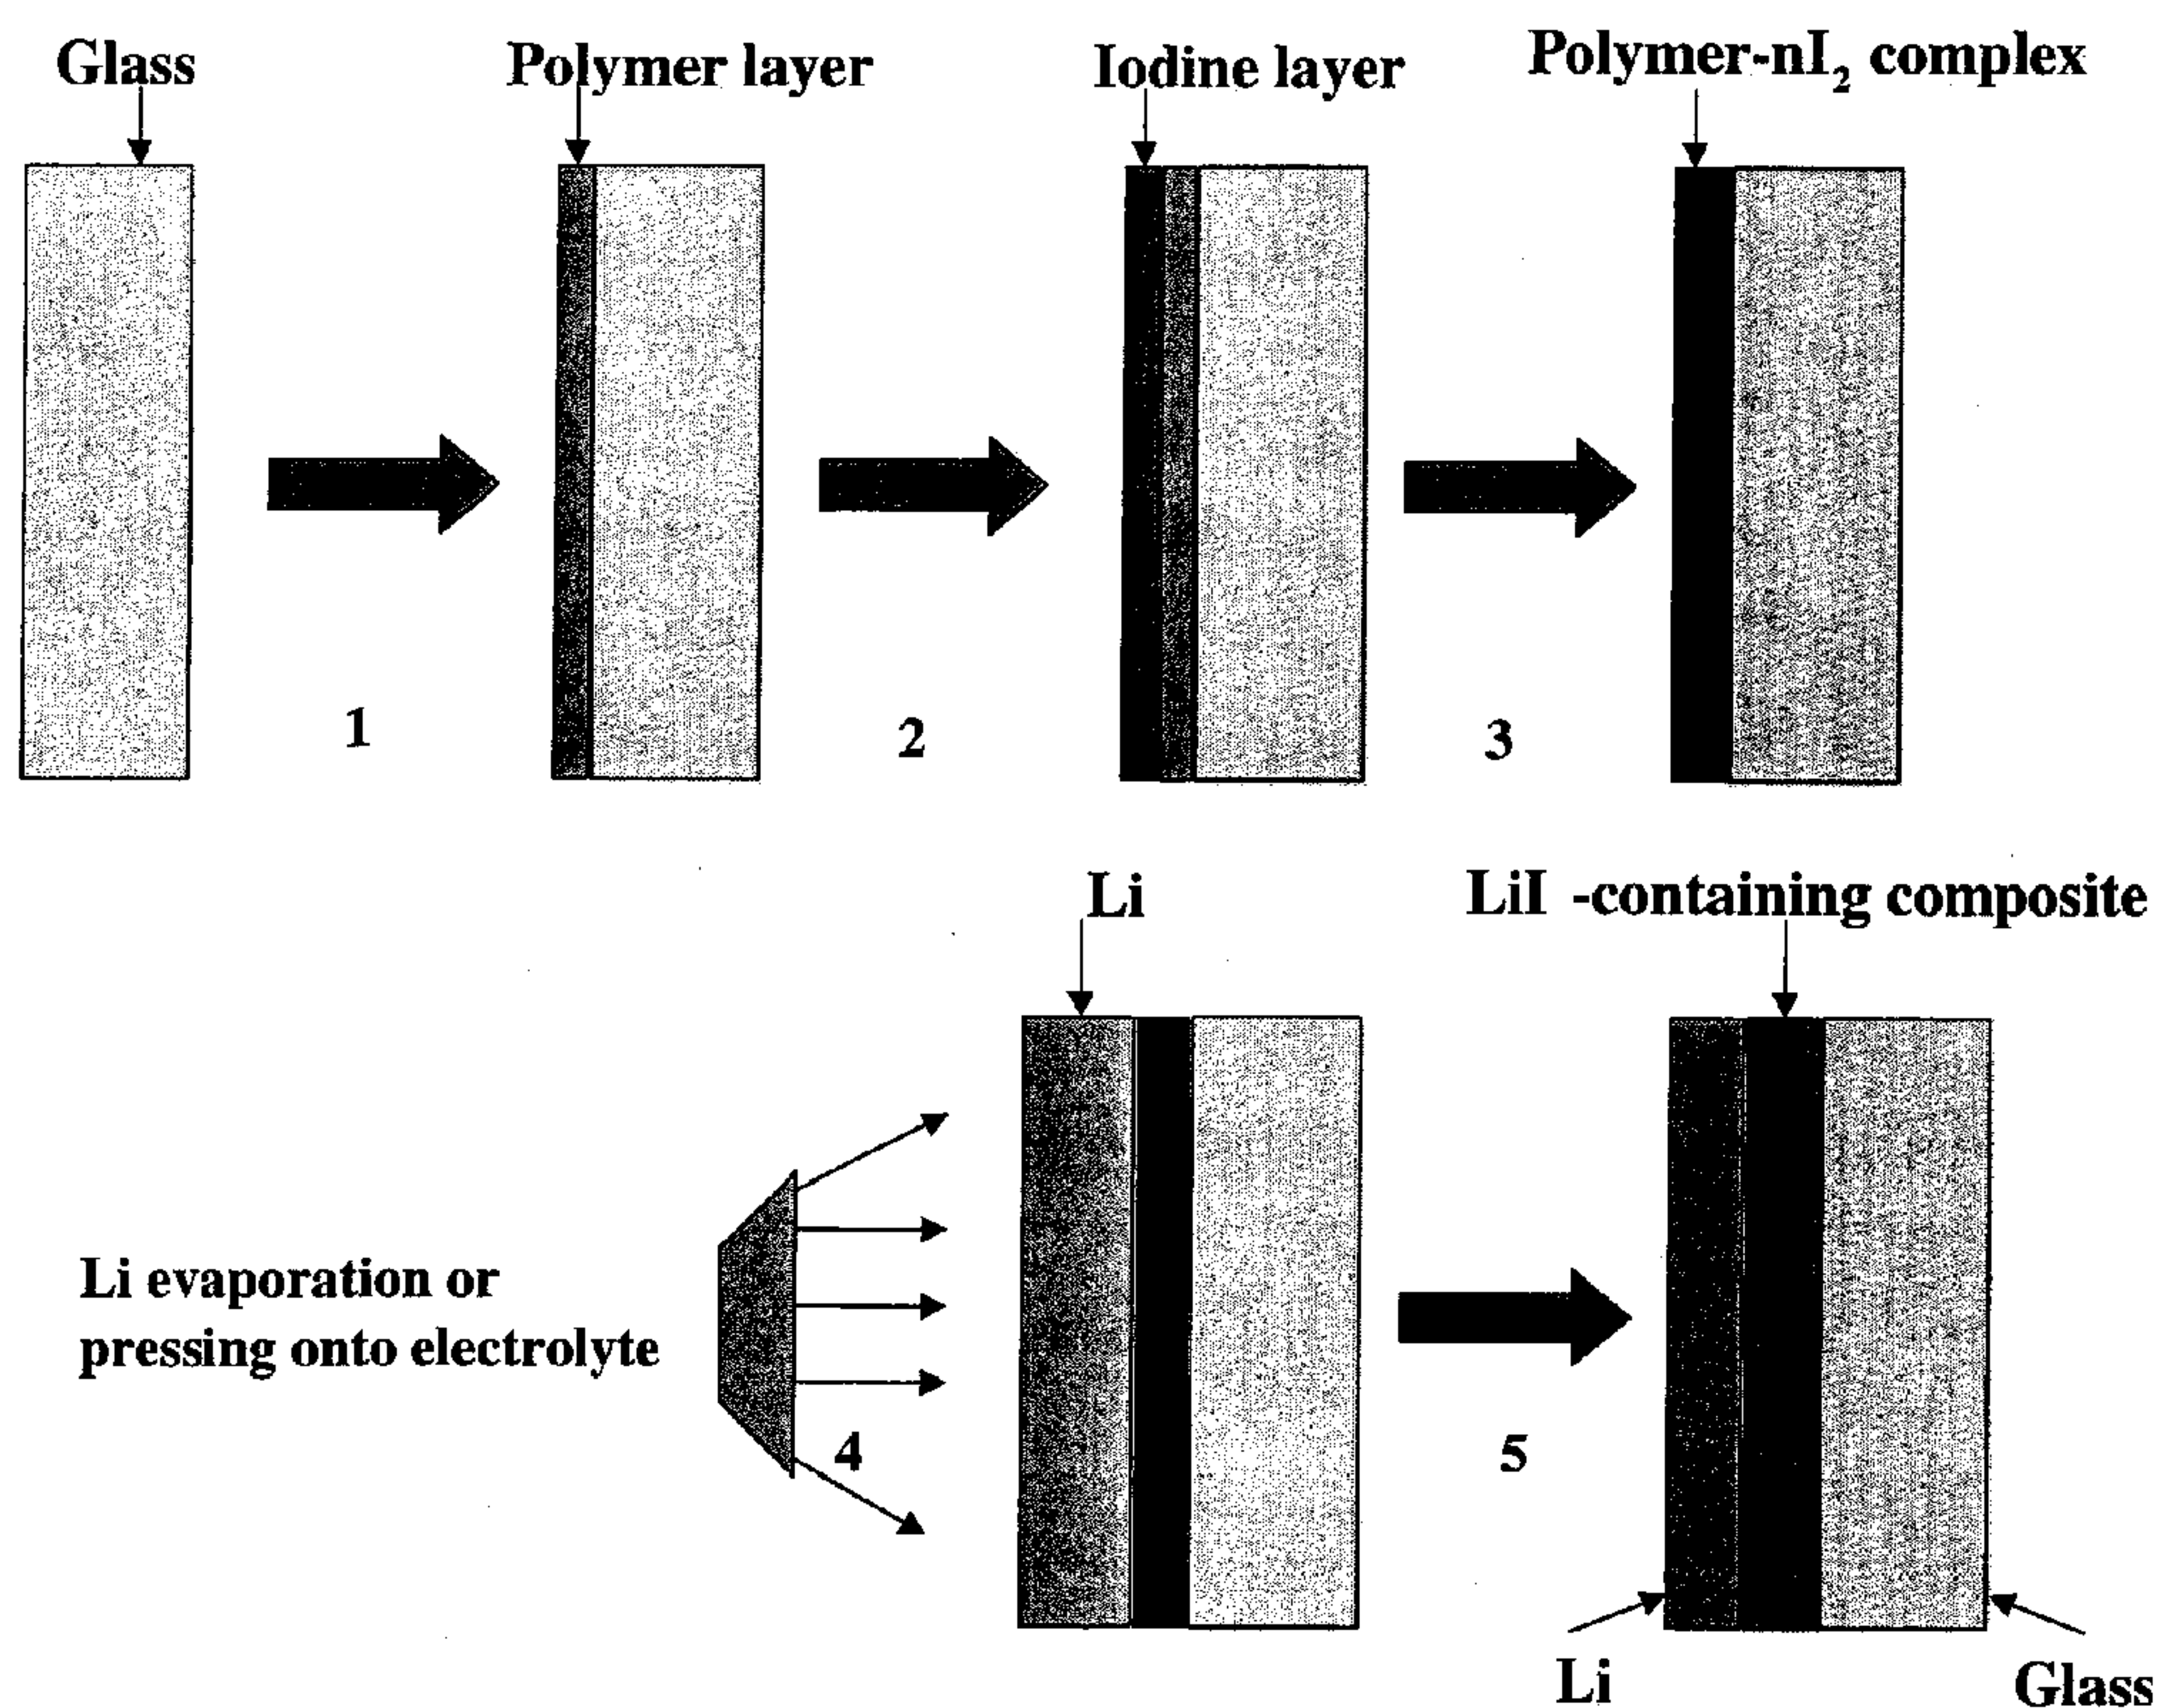 Glass
Polymer layer
Iodine layer
Polymer-nI₂ complex
1
2
3
Li
LiI -containing composite
Li evaporation or
pressing onto electrolyte
4
5
Li
Glass